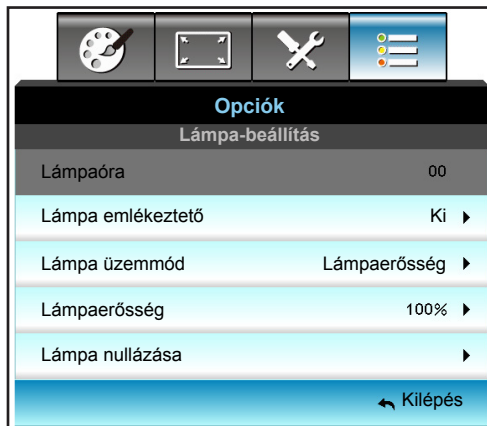 Opciók
Lámpa-beállítás
Lámpaóra 00
Lámpa emlékeztető Ki
Lámpa üzemmód Lámpaerősség
Lámpaerősség 100%
Lámpa nullázása
Kilépés